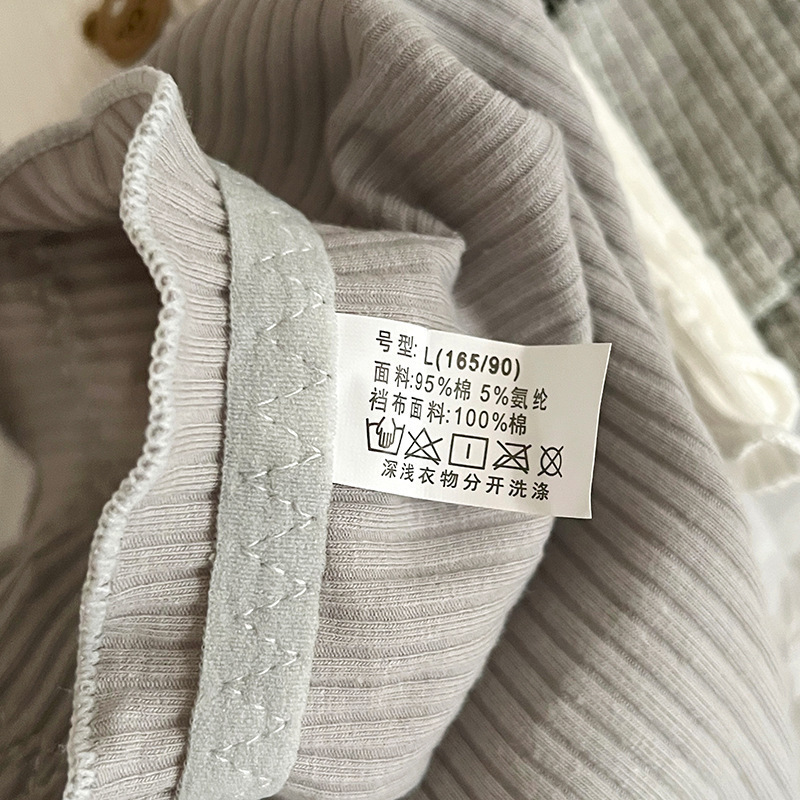 号型: L(165/90)
面料:95%棉 5%氨纶
裆布面料:100%棉
深浅衣物分开洗涤